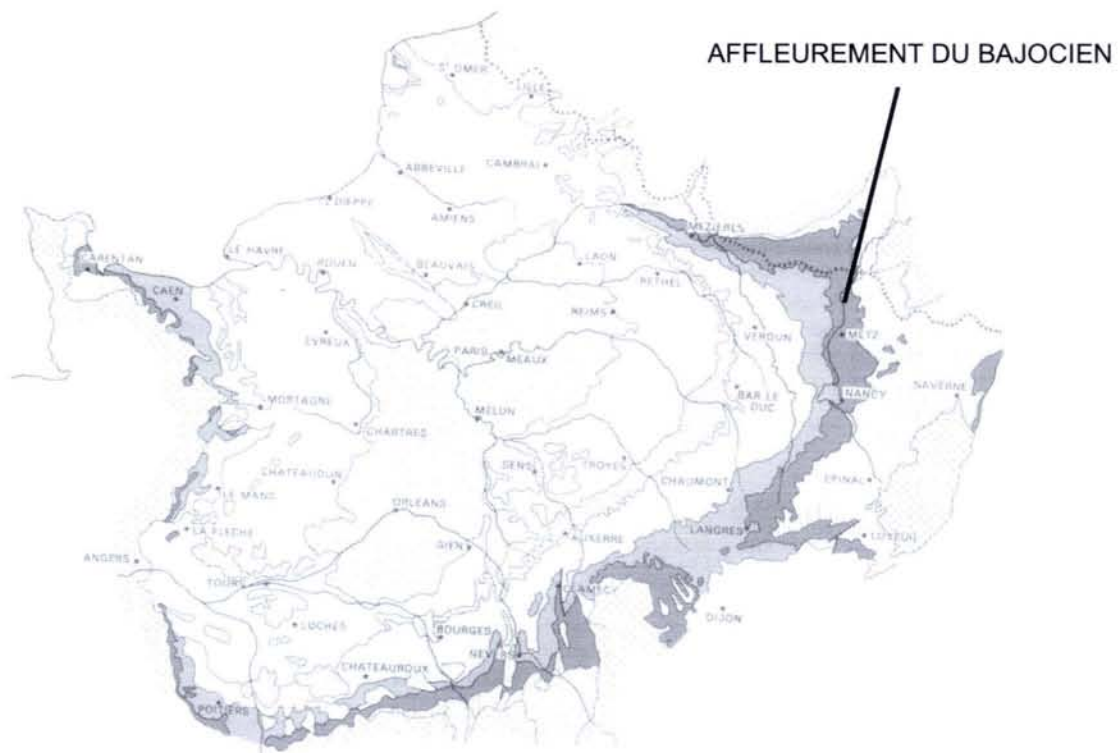 AFFLEUREMENT DU BAJOCIEN
ST OMER
LILLE
ABBEVILLE
CAMBRAI
DIEPPE
AMIENS
MEZIERES
CARENTAN
LE HAVRE
ROUEN
BEAUVAIS
LAON
RETHEL
CAEN
CREIL
REIMS
EVREUX
VERDUN
METZ
PARIS
MEAUX
BAR LE
DUC
NANCY
SAVERNE
MORTAGNE
MELUN
CHARTRES
SENS
TROYES
CHATEAUDUN
CHAUMONT
EPINAL
LE MANS
ORLEANS
LANGRES
LA FLECHE
AUXERRE
LUXEUIL
ANGERS
GIEN
TOURS
CLAMECY
DIJON
LOCHES
BOURGES
NEVERS
CHATEAUROUX
POITIERS